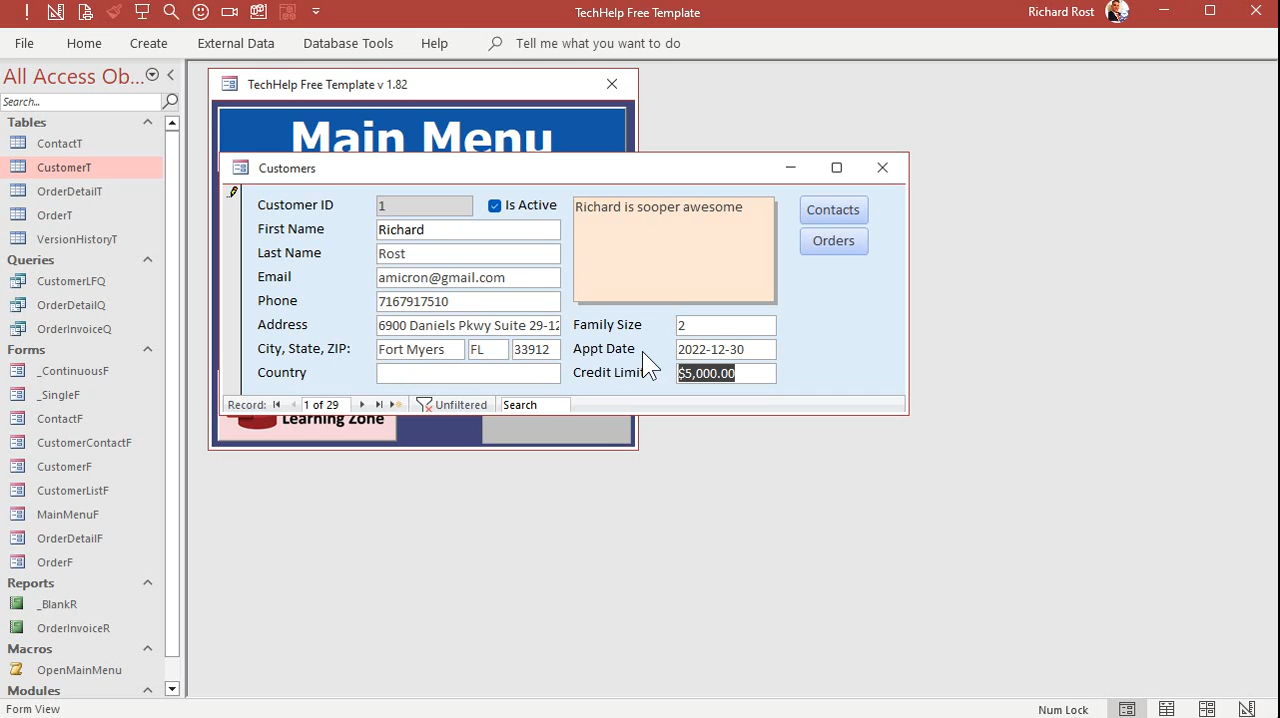 TechHelp Free Template
Richard Rost
File Home Create External Data Database Tools Help Tell me what you want to do
All Access Ob...
Search...
Tables
ContactT
CustomerT
OrderDetailT
OrderT
VersionHistoryT
Queries
CustomerLFQ
OrderDetailQ
OrderInvoiceQ
Forms
_ContinuousF
_SingleF
ContactF
CustomerContactF
CustomerF
CustomerListF
MainMenuF
OrderDetailF
OrderF
Reports
_BlankR
OrderInvoiceR
Macros
OpenMainMenu
Modules
TechHelp Free Template v 1.82
Main Menu
Customers
Customer ID 1 Is Active
First Name Richard
Last Name Rost
Email amicron@gmail.com
Phone 7167917510
Address 6900 Daniels Pkwy Suite 29-12
City, State, ZIP: Fort Myers FL 33912
Country
Richard is sooper awesome
Family Size 2
Appt Date 2022-12-30
Credit Limit $5,000.00
Contacts
Orders
Record: 1 of 29 Unfiltered Search
Learning Zone
Form View
Num Lock